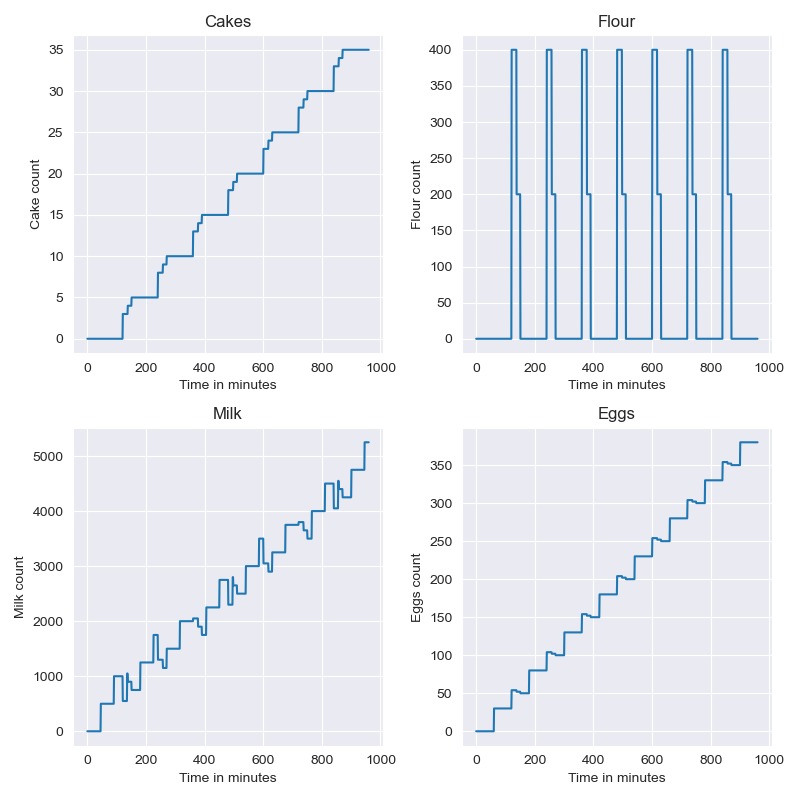 Cakes
Cake count
35
30
25
20
15
10
5
0
0 200 400 600 800 1000
Time in minutes
Flour
Flour count
400
350
300
250
200
150
100
50
0
0 200 400 600 800 1000
Time in minutes
Milk
Milk count
5000
4000
3000
2000
1000
0
0 200 400 600 800 1000
Time in minutes
Eggs
Eggs count
350
300
250
200
150
100
50
0
0 200 400 600 800 1000
Time in minutes